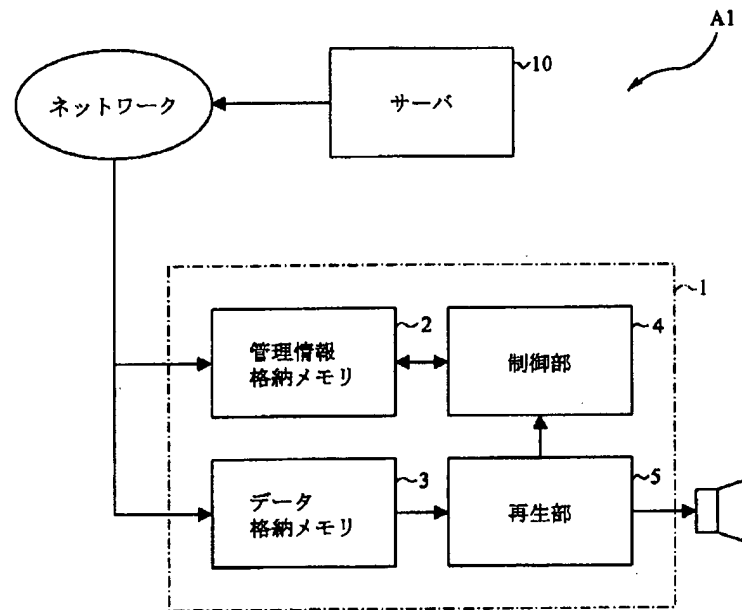 A1
10
ネットワーク
サーバ
1
2
4
管理情報
格納メモリ
制御部
3
5
データ
格納メモリ
再生部